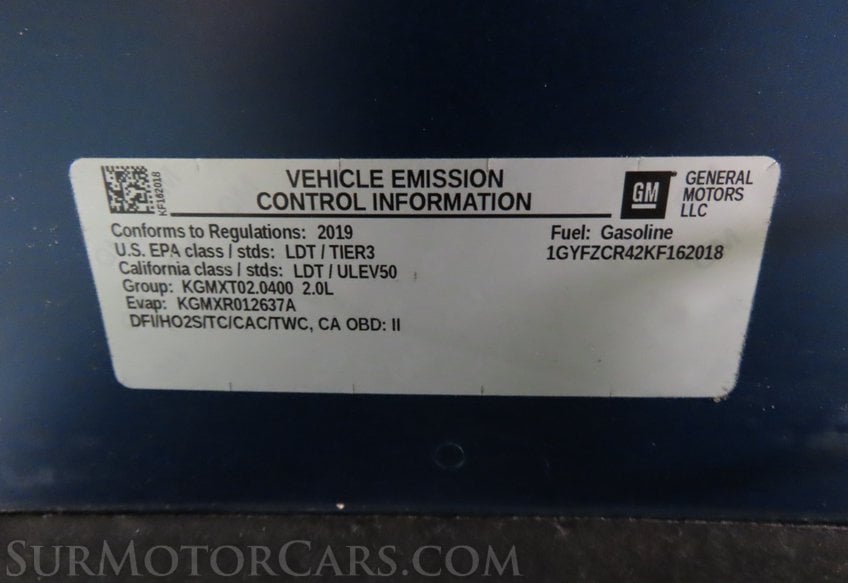 KF162018
VEHICLE EMISSION
CONTROL INFORMATION
GM
GENERAL
MOTORS
LLC
Conforms to Regulations: 2019
U.S. EPA class / stds: LDT / TIER3
California class / stds: LDT / ULEV50
Group: KGMXT02.0400 2.0L
Evap: KGMXR012637A
DFI/HO2S/TC/CAC/TWC, CA OBD: II
Fuel: Gasoline
1GYFZCR42KF162018
SURMOTORCARS.COM